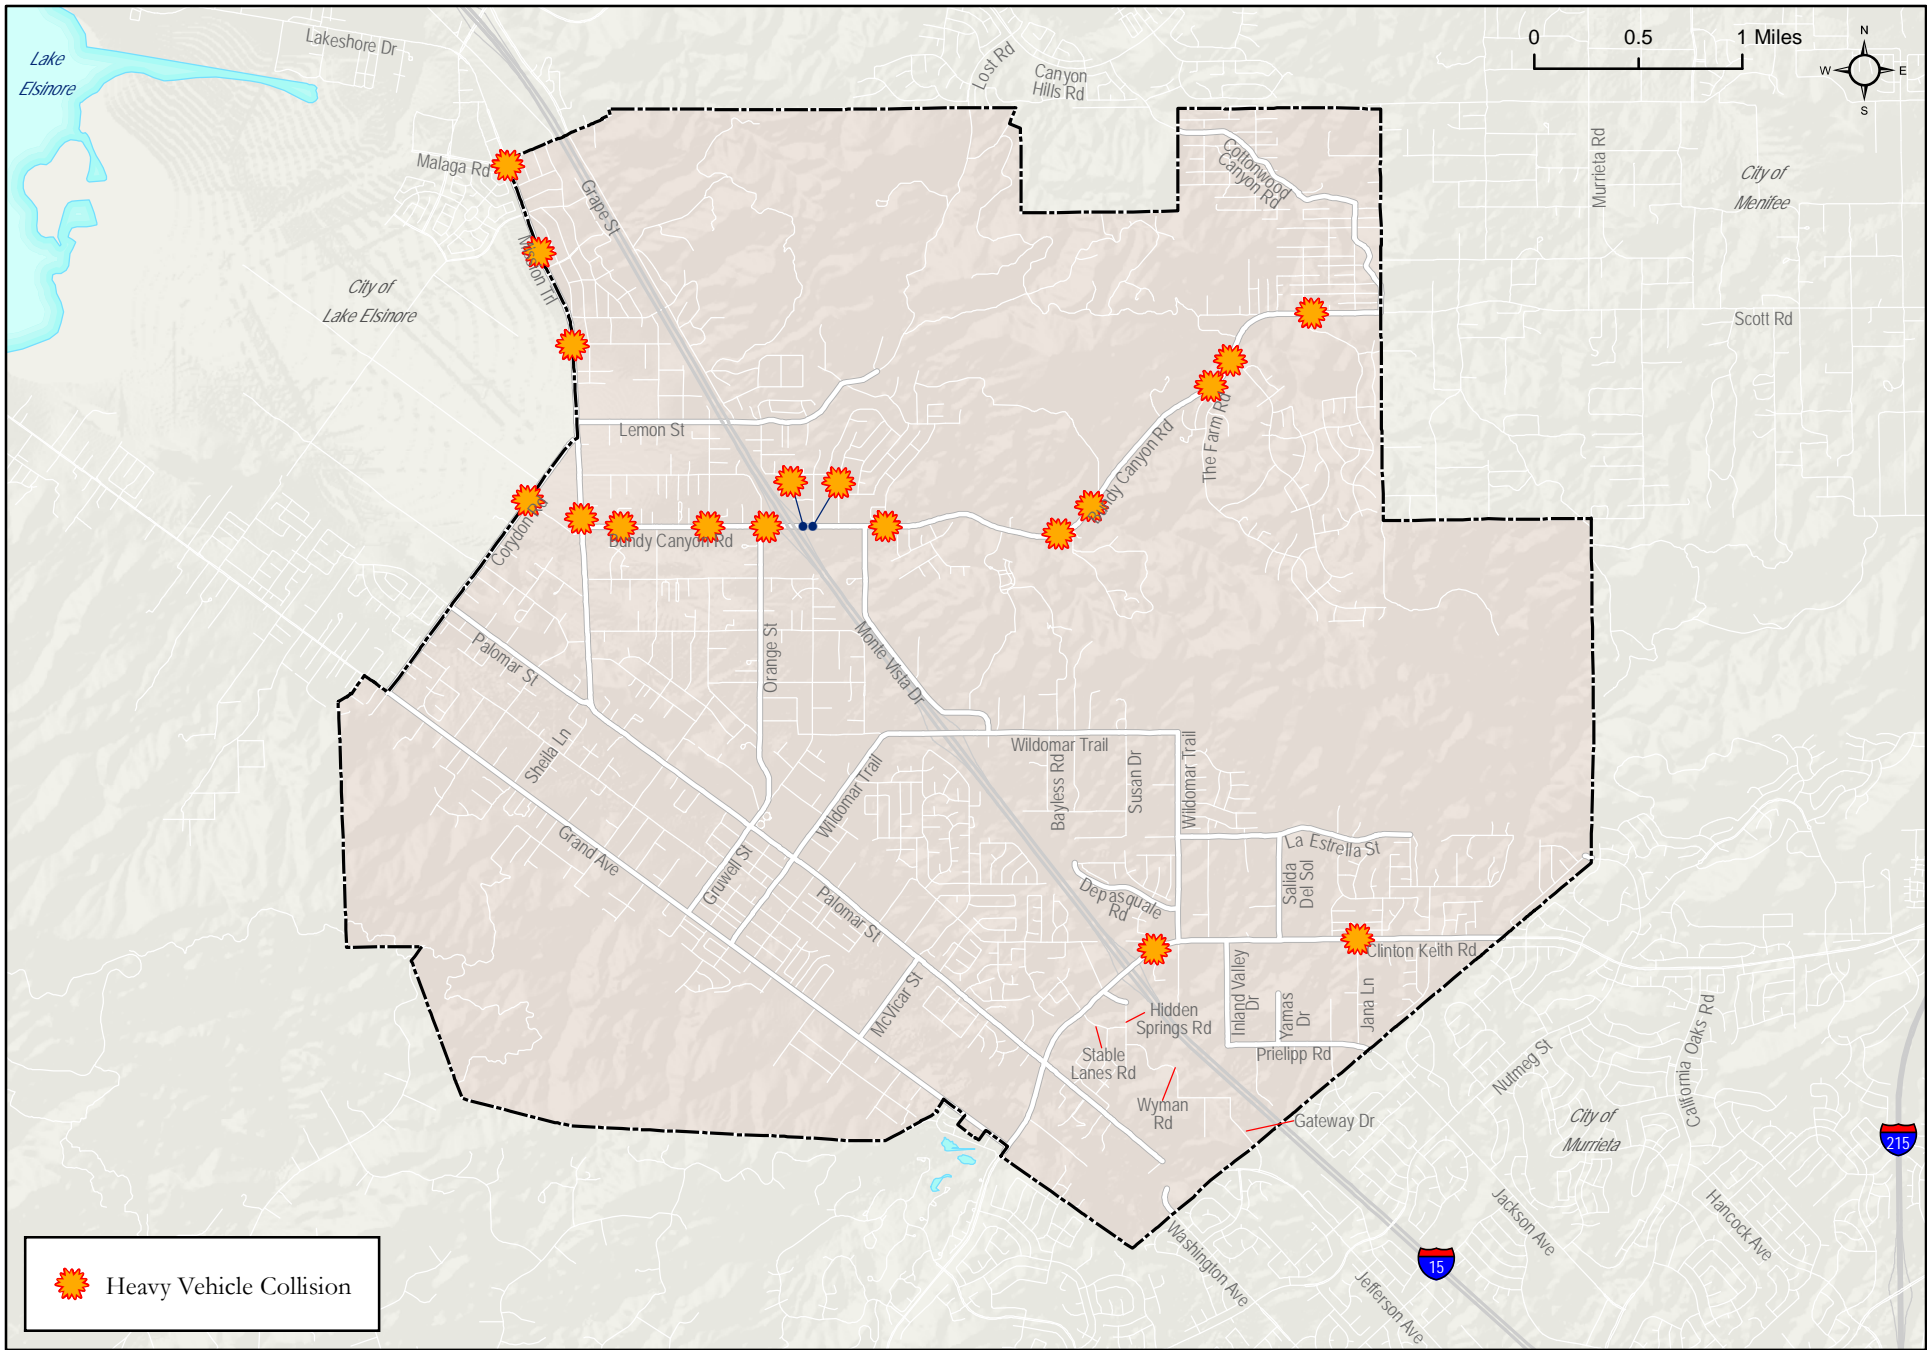 Lake
Elsinore
Lakeshore Dr
Lost Rd
Canyon
Hills Rd
0
0.5
1 Miles
N
W
E
S
Malaga Rd
Grape St
Cottonwood
Canyon Rd
Murrieta Rd
City of
Menifee
Mission Trl
City of
Lake Elsinore
Scott Rd
Lemon St
The Farm Rd
Bundy Canyon Rd
Corydon Rd
Bundy Canyon Rd
Palomar St
Orange St
Monte Vista Dr
Sheila Ln
Wildomar Trail
Wildomar Trail
Bayless Rd
Susan Dr
Wildomar Trail
Grand Ave
Gruwell St
La Estrella St
Salida
Del Sol
Depasquale
Rd
Palomar St
Clinton Keith Rd
McVicar St
Inland Valley
Dr
Yamas
Dr
Jana Ln
Hidden
Springs Rd
Stable
Lanes Rd
Prielipp Rd
Wyman
Rd
Gateway Dr
Nutmeg St
California Oaks Rd
City of
Murrieta
215
Washington Ave
Jackson Ave
Hancock Ave
15
Jefferson Ave
Heavy Vehicle Collision